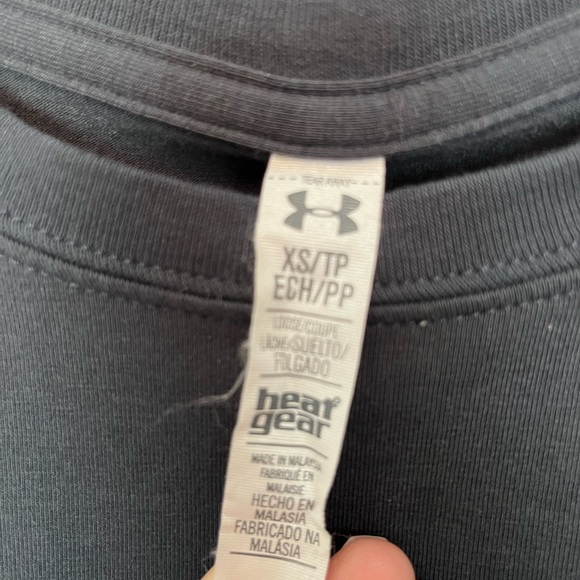 TEAR AWAY
XS/TP
ECH/PP
LOOSE/COUPE
SUELTO/
FOLGADO
heat
gear
MADE IN MALAYSIA
FABRIQUÉ EN
MALAISIE
HECHO EN
MALASIA
FABRICADO NA
MALÁSIA